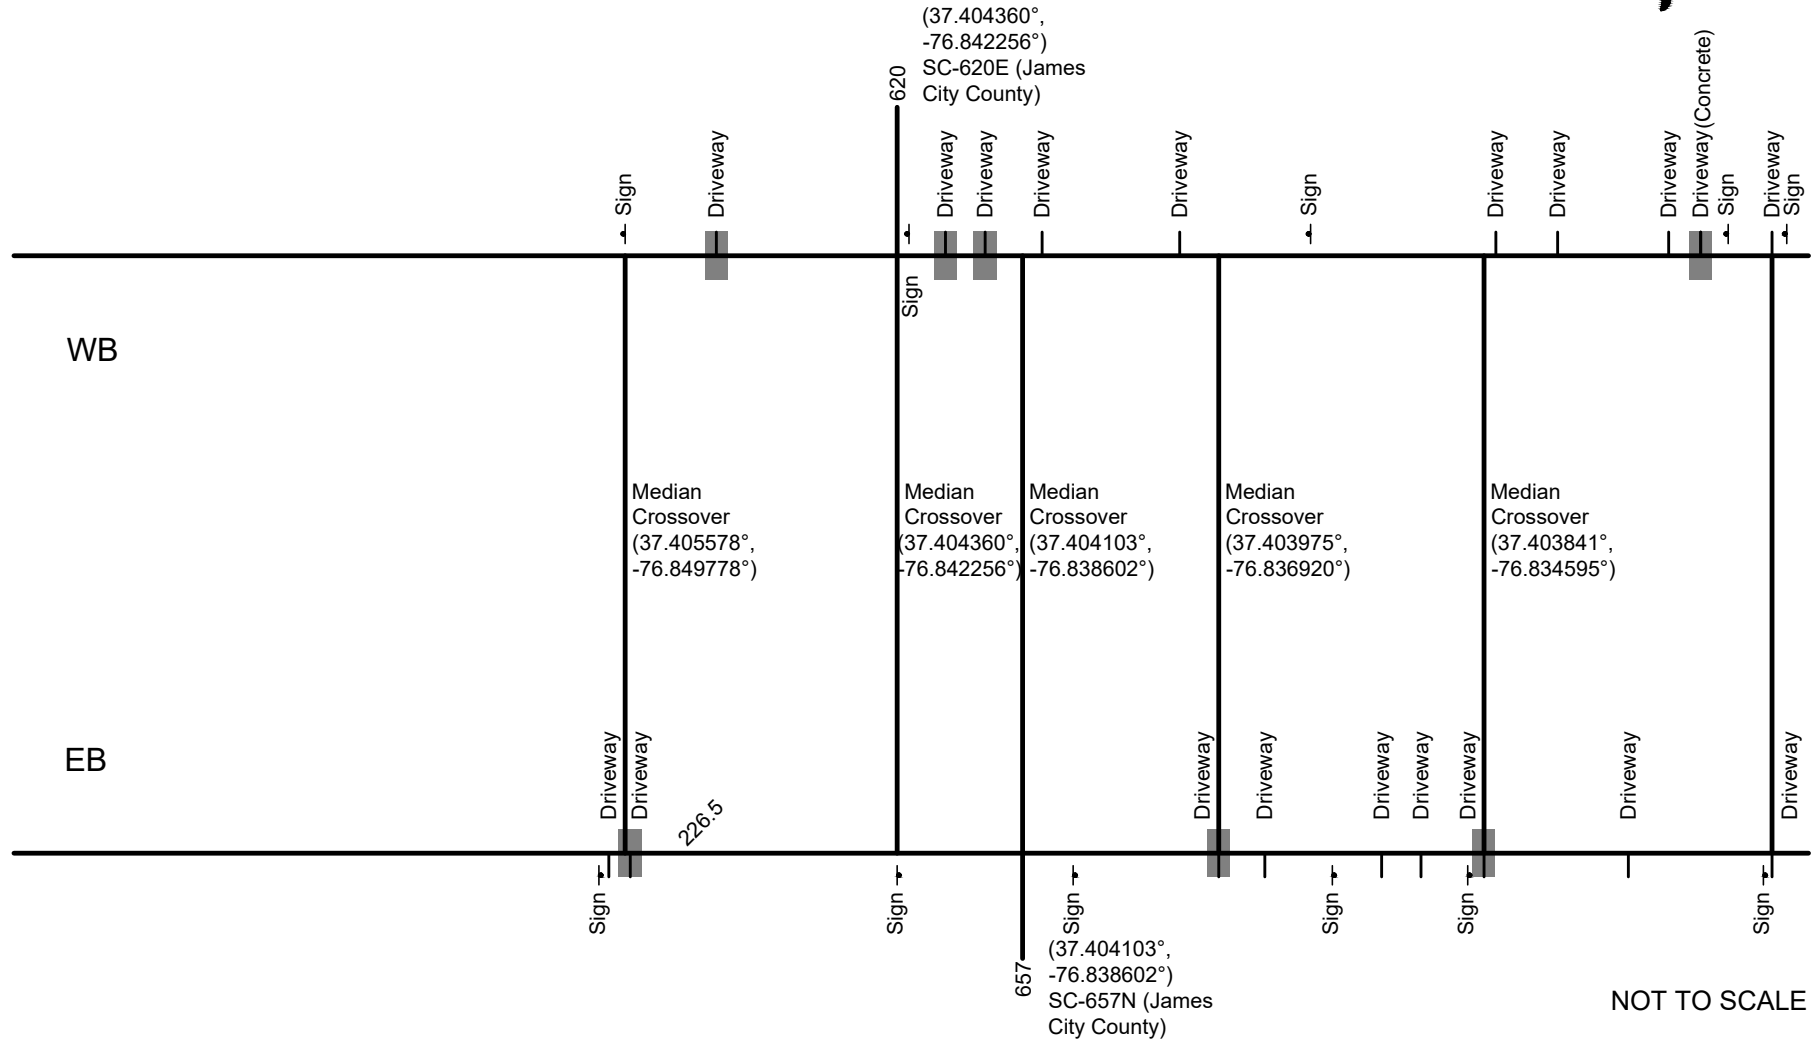 (37.404360°,
-76.842256°)
SC-620E (James
City County)
620
Sign
Driveway
Driveway
Driveway
Driveway
Driveway
Sign
Driveway
Driveway
Driveway
Driveway(Concrete)
Sign
Driveway
Sign
Sign
WB
Median
Crossover
(37.405578°,
-76.849778°)
Median
Crossover
(37.404360°,
-76.842256°)
Median
Crossover
(37.404103°,
-76.838602°)
Median
Crossover
(37.403975°,
-76.836920°)
Median
Crossover
(37.403841°,
-76.834595°)
EB
Driveway
Driveway
226.5
Driveway
Driveway
Driveway
Driveway
Driveway
Driveway
Driveway
Sign
Sign
Sign
Sign
Sign
Sign
657
(37.404103°,
-76.838602°)
SC-657N (James
City County)
NOT TO SCALE